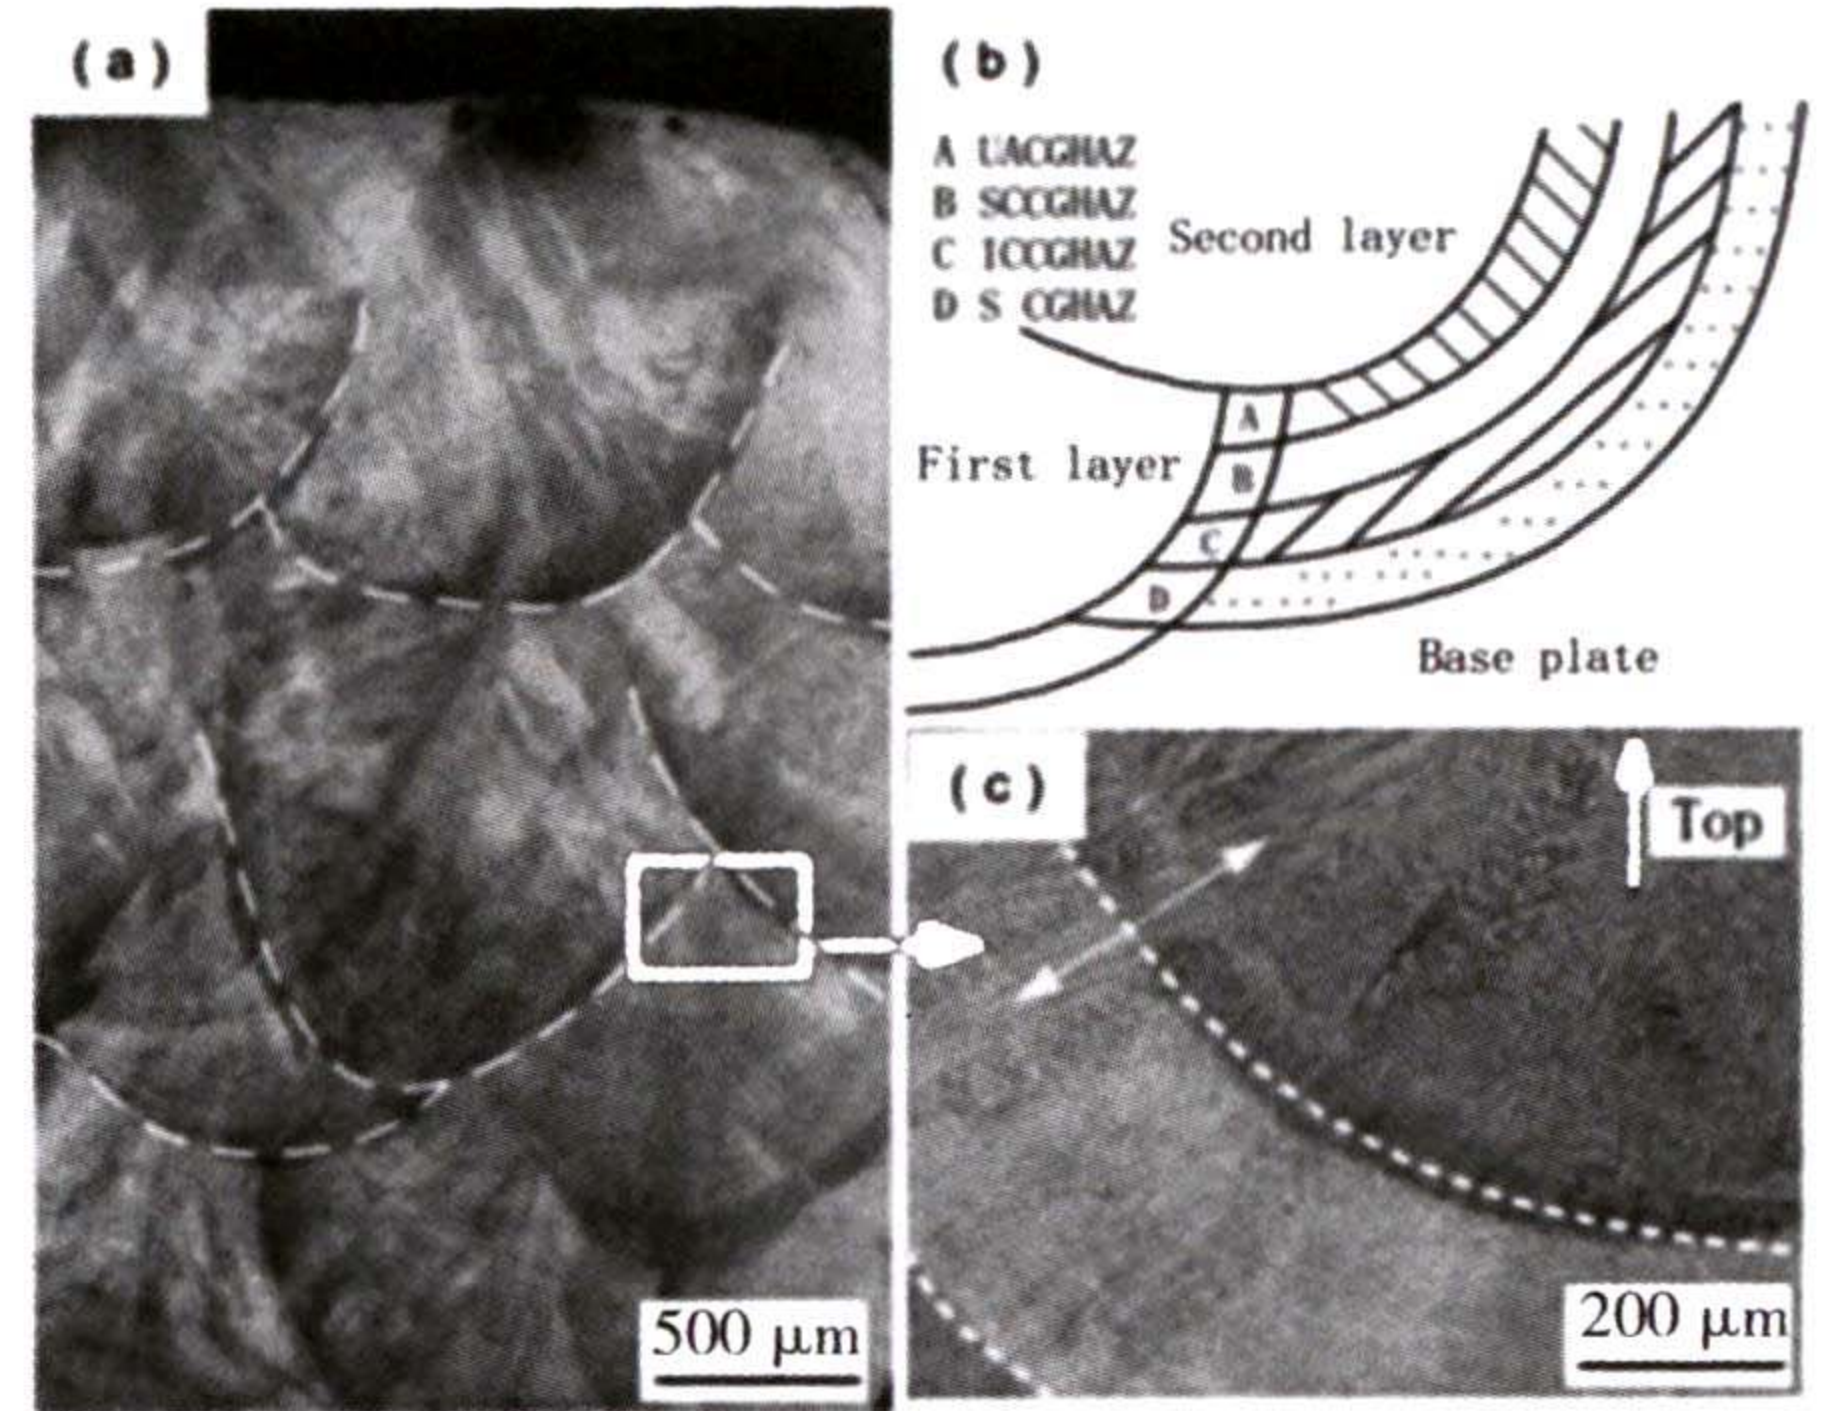 (a)
500 μm
(b)
A UACGHAZ
B SCCGHAZ
C ICCGHAZ
D S CGHAZ
Second layer
First layer
A
B
C
D
Base plate
(c)
Top
200 μm